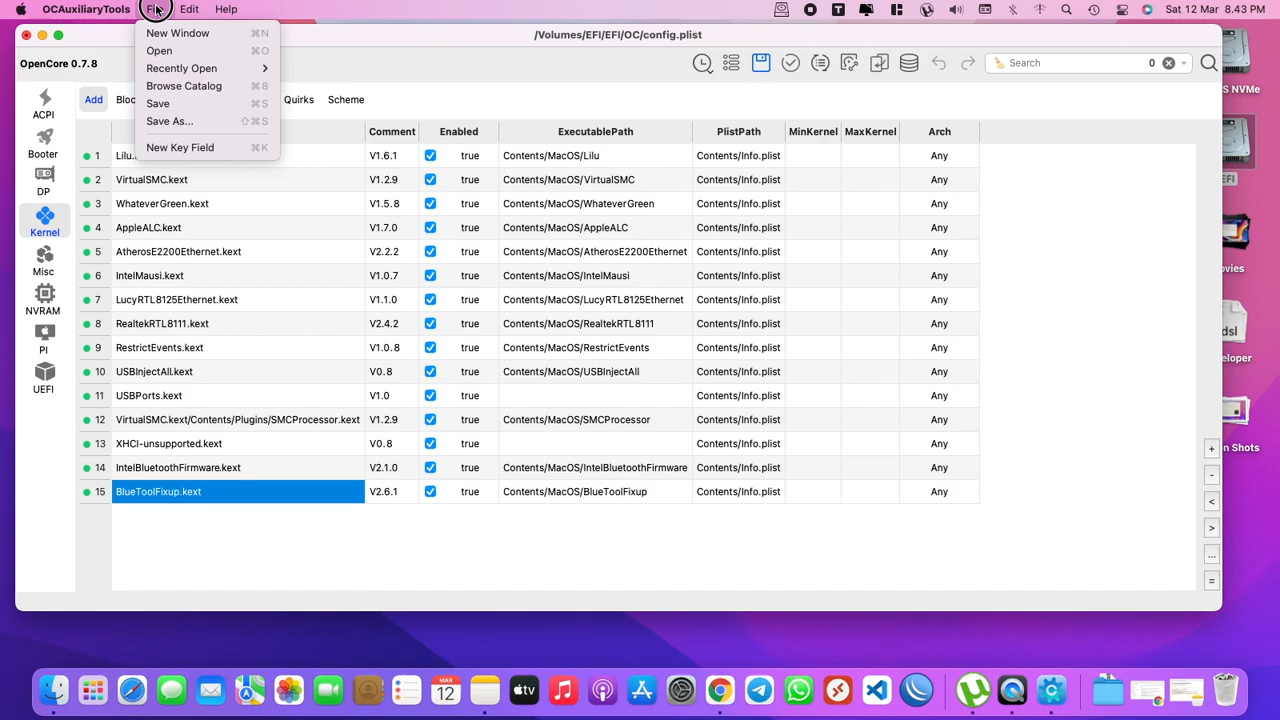 OCAuxiliaryTools Edit Help Sat 12 Mar 8.43 PM
/Volumes/EFI/EFI/OC/config.plist
OpenCore 0.7.8
Search 0
New Window ⌘N
Open ⌘O
Recently Open >
Browse Catalog ⌘B
Save ⌘S
Save As... ⇧⌘S
New Key Field ⌘K
Add Quirks Scheme
ACPI
Booter
DP
Kernel
Misc
NVRAM
PI
UEFI
Comment Enabled ExecutablePath PlistPath MinKernel MaxKernel Arch
1 V1.6.1 true Contents/MacOS/Lilu Contents/Info.plist Any
2 VirtualSMC.kext V1.2.9 true Contents/MacOS/VirtualSMC Contents/Info.plist Any
3 WhateverGreen.kext V1.5.8 true Contents/MacOS/WhateverGreen Contents/Info.plist Any
4 AppleALC.kext V1.7.0 true Contents/MacOS/AppleALC Contents/Info.plist Any
5 AtherosE2200Ethernet.kext V2.2.2 true Contents/MacOS/AtherosE2200Ethernet Contents/Info.plist Any
6 IntelMausi.kext V1.0.7 true Contents/MacOS/IntelMausi Contents/Info.plist Any
7 LucyRTL8125Ethernet.kext V1.1.0 true Contents/MacOS/LucyRTL8125Ethernet Contents/Info.plist Any
8 RealtekRTL8111.kext V2.4.2 true Contents/MacOS/RealtekRTL8111 Contents/Info.plist Any
9 RestrictEvents.kext V1.0.8 true Contents/MacOS/RestrictEvents Contents/Info.plist Any
10 USBInjectAll.kext V0.8 true Contents/MacOS/USBInjectAll Contents/Info.plist Any
11 USBPorts.kext V1.0 true Contents/Info.plist Any
12 VirtualSMC.kext/Contents/Plugins/SMCProcessor.kext V1.2.9 true Contents/MacOS/SMCProcessor Contents/Info.plist Any
13 XHCI-unsupported.kext V0.8 true Contents/Info.plist Any
14 IntelBluetoothFirmware.kext V2.1.0 true Contents/MacOS/IntelBluetoothFirmware Contents/Info.plist Any
15 BlueToolFixup.kext V2.6.1 true Contents/MacOS/BlueToolFixup Contents/Info.plist Any
+
-
<
>
...
=
S NVMe
EFI
ovies
dsl
eloper
n Shots
MAR
12
tv